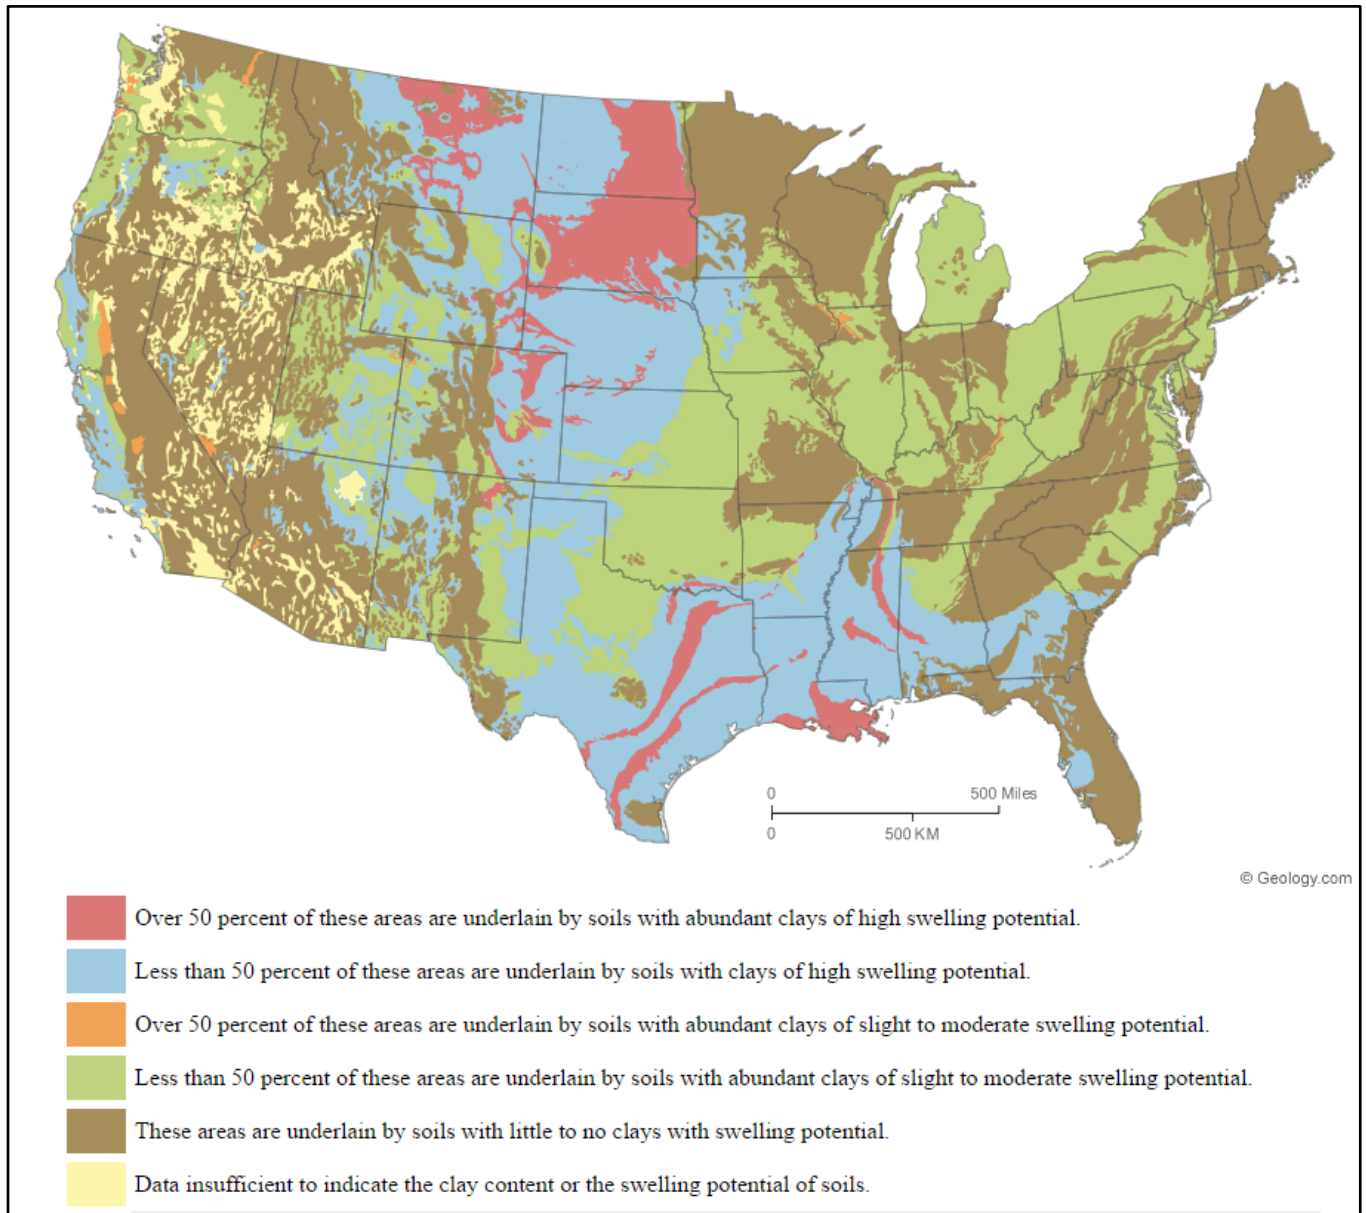 0 500 Miles
0 500 KM
© Geology.com
Over 50 percent of these areas are underlain by soils with abundant clays of high swelling potential.
Less than 50 percent of these areas are underlain by soils with clays of high swelling potential.
Over 50 percent of these areas are underlain by soils with abundant clays of slight to moderate swelling potential.
Less than 50 percent of these areas are underlain by soils with abundant clays of slight to moderate swelling potential.
These areas are underlain by soils with little to no clays with swelling potential.
Data insufficient to indicate the clay content or the swelling potential of soils.